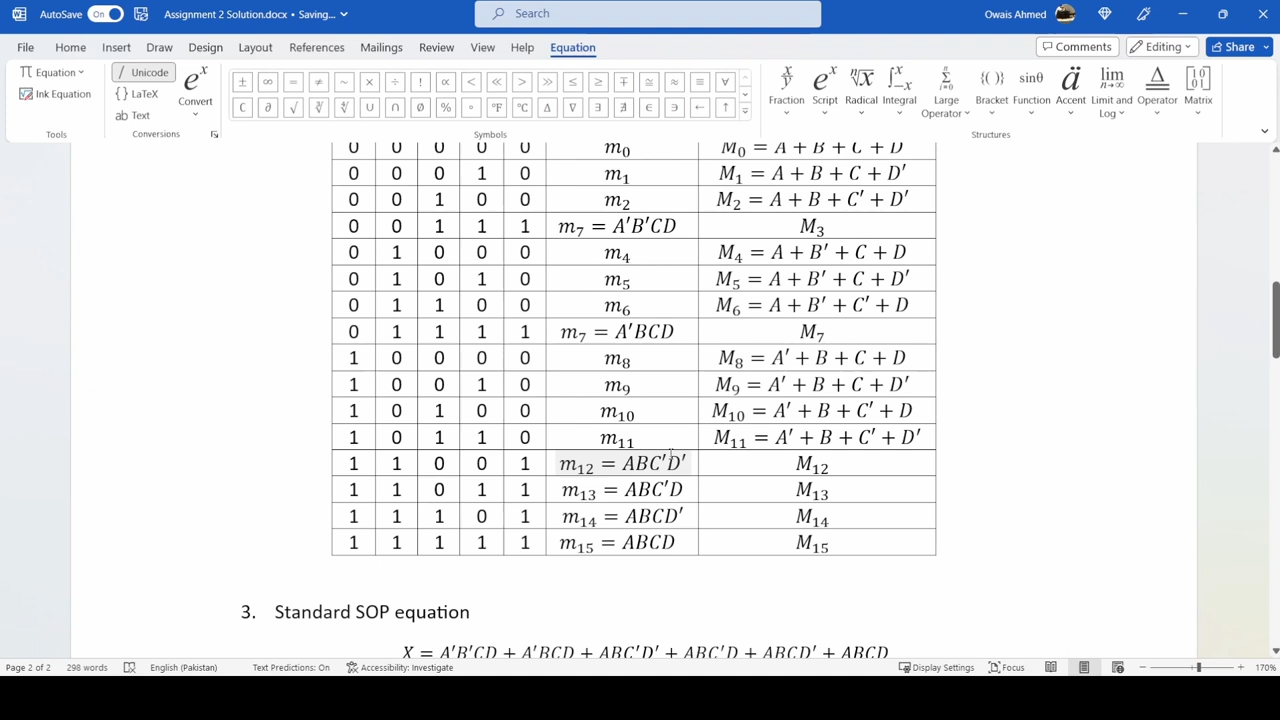 AutoSave On Assignment 2 Solution.docx • Saving... Search Owais Ahmed
File Home Insert Draw Design Layout References Mailings Review View Help Equation Comments Editing Share
π Equation / Unicode eˣ ± ∞ = ≠ ~ × ÷ ! ∝ < ≪ > ≫ ≤ ≥ ∓ ≅ ≈ ≡ ∀ x/y eˣ ⁿ√x ∫ₓ₋ₓ Σ {()} sinθ ä lim n→∞ ≜ [1 0 0 1]
Ink Equation LaTeX Convert Fraction Script Radical Integral Large Operator Bracket Function Accent Limit and Log Operator Matrix
abc Text ∁ ∂ √ ∛ ∜ ∪ ∩ ∅ % ° °F °C ∆ ∇ ∃ ∄ ∈ ∋ ← ↑
Tools Conversions Symbols Structures
0 0 0 0 0 m₀ M₀ = A + B + C + D
0 0 0 1 0 m₁ M₁ = A + B + C + D′
0 0 1 0 0 m₂ M₂ = A + B + C′ + D′
0 0 1 1 1 m₇ = A′B′CD M₃
0 1 0 0 0 m₄ M₄ = A + B′ + C + D
0 1 0 1 0 m₅ M₅ = A + B′ + C + D′
0 1 1 0 0 m₆ M₆ = A + B′ + C′ + D
0 1 1 1 1 m₇ = A′BCD M₇
1 0 0 0 0 m₈ M₈ = A′ + B + C + D
1 0 0 1 0 m₉ M₉ = A′ + B + C + D′
1 0 1 0 0 m₁₀ M₁₀ = A′ + B + C′ + D
1 0 1 1 0 m₁₁ M₁₁ = A′ + B + C′ + D′
1 1 0 0 1 m₁₂ = ABC′D′ M₁₂
1 1 0 1 1 m₁₃ = ABC′D M₁₃
1 1 1 0 1 m₁₄ = ABCD′ M₁₄
1 1 1 1 1 m₁₅ = ABCD M₁₅
3. Standard SOP equation
X = A′B′CD + A′BCD + ABC′D′ + ABC′D + ABCD′ + ABCD
Page 2 of 2 298 words English (Pakistan) Text Predictions: On Accessibility: Investigate Display Settings Focus 170%